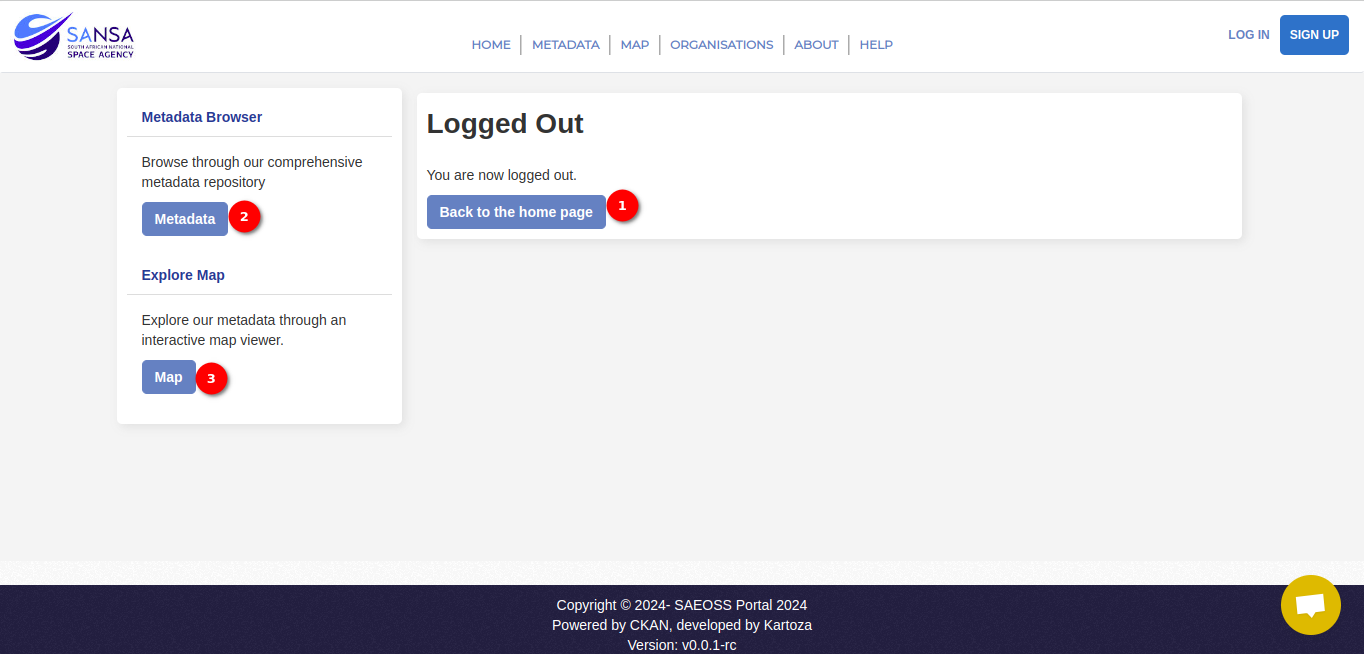 SANSA
SOUTH AFRICAN NATIONAL
SPACE AGENCY
HOME
METADATA
MAP
ORGANISATIONS
ABOUT
HELP
LOG IN
SIGN UP
Metadata Browser
Browse through our comprehensive
metadata repository
Metadata
2
Explore Map
Explore our metadata through an
interactive map viewer.
Map
3
Logged Out
You are now logged out.
Back to the home page
1
Copyright © 2024- SAEOSS Portal 2024
Powered by CKAN, developed by Kartoza
Version: v0.0.1-rc